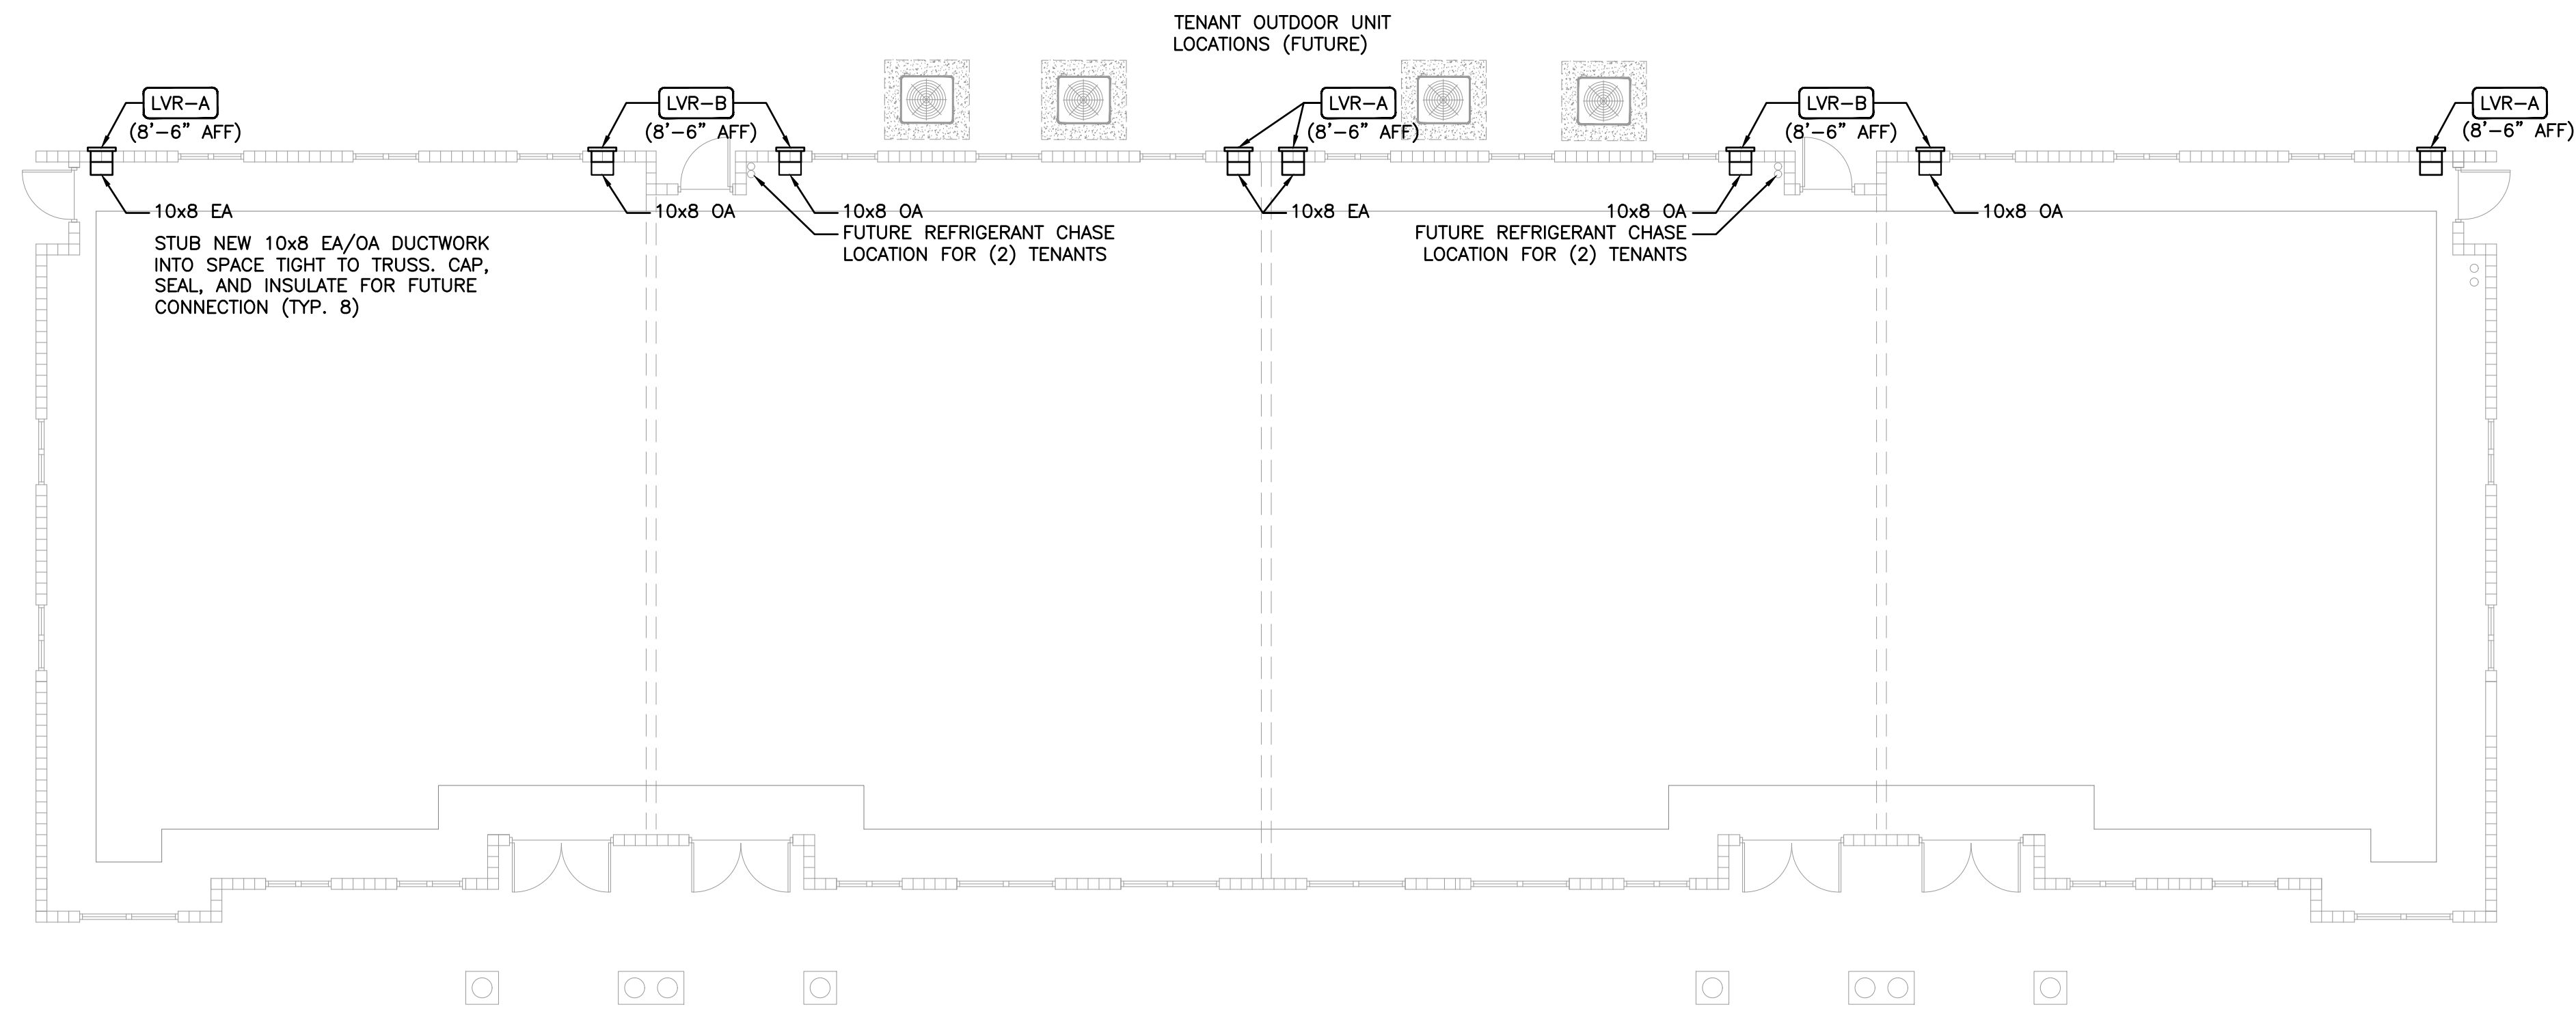 TENANT OUTDOOR UNIT
LOCATIONS (FUTURE)
LVR-A
(8'-6" AFF)
LVR-B
(8'-6" AFF)
LVR-A
(8'-6" AFF)
LVR-B
(8'-6" AFF)
LVR-A
(8'-6" AFF)
10x8 EA
10x8 OA
10x8 OA
10x8 EA
10x8 OA
10x8 OA
STUB NEW 10x8 EA/OA DUCTWORK
INTO SPACE TIGHT TO TRUSS. CAP,
SEAL, AND INSULATE FOR FUTURE
CONNECTION (TYP. 8)
FUTURE REFRIGERANT CHASE
LOCATION FOR (2) TENANTS
FUTURE REFRIGERANT CHASE
LOCATION FOR (2) TENANTS